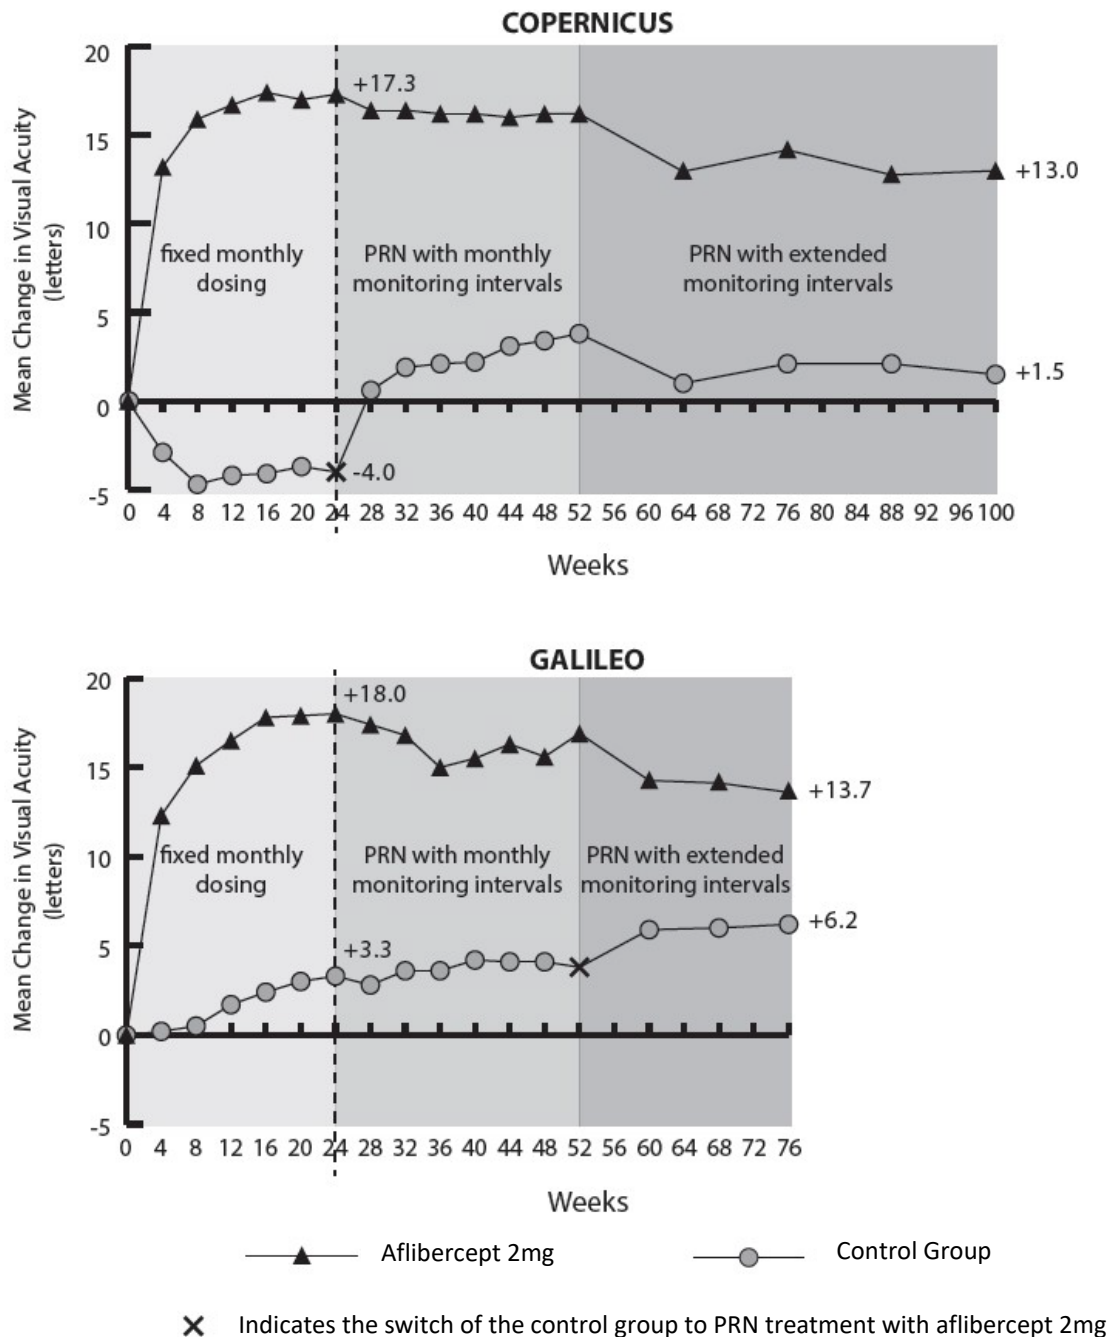 COPERNICUS
20
15
10
5
0
-5
Mean Change in Visual Acuity
(letters)
+17.3
+13.0
fixed monthly
dosing
PRN with monthly
monitoring intervals
PRN with extended
monitoring intervals
+1.5
-4.0
0 4 8 12 16 20 24 28 32 36 40 44 48 52 56 60 64 68 72 76 80 84 88 92 96 100
Weeks
GALILEO
20
15
10
5
0
-5
Mean Change in Visual Acuity
(letters)
+18.0
+13.7
fixed monthly
dosing
PRN with monthly
monitoring intervals
PRN with extended
monitoring intervals
+6.2
+3.3
0 4 8 12 16 20 24 28 32 36 40 44 48 52 56 60 64 68 72 76
Weeks
Aflibercept 2mg
Control Group
Indicates the switch of the control group to PRN treatment with aflibercept 2mg